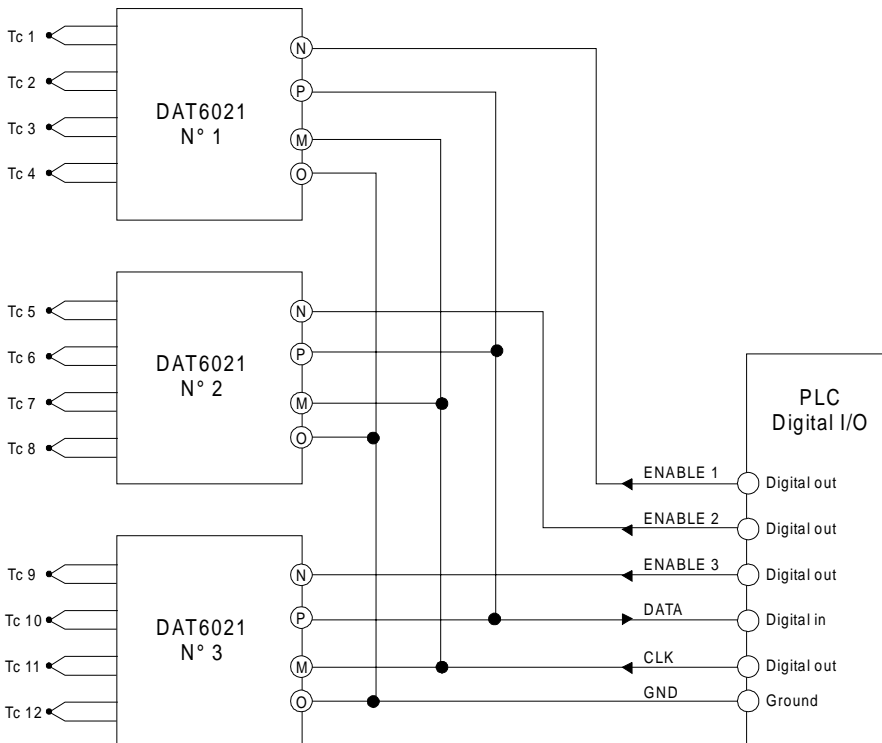 Tc 1
Tc 2
Tc 3
Tc 4
DAT6021
N° 1
N
P
M
O
Tc 5
Tc 6
Tc 7
Tc 8
DAT6021
N° 2
N
P
M
O
Tc 9
Tc 10
Tc 11
Tc 12
DAT6021
N° 3
N
P
M
O
ENABLE 1
ENABLE 2
ENABLE 3
DATA
CLK
GND
PLC
Digital I/O
Digital out
Digital out
Digital out
Digital in
Digital out
Ground